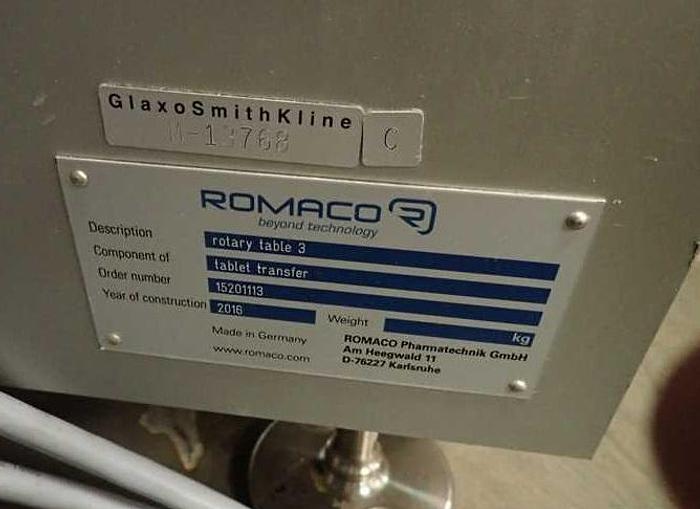 GlaxoSmithKline
M-13768 C
ROMACO
beyond technology
Description rotary table 3
Component of tablet transfer
Order number 15201113
Year of construction 2016 Weight kg
Made in Germany
www.romaco.com
ROMACO Pharmatechnik GmbH
Am Heegwald 11
D-76227 Karlsruhe